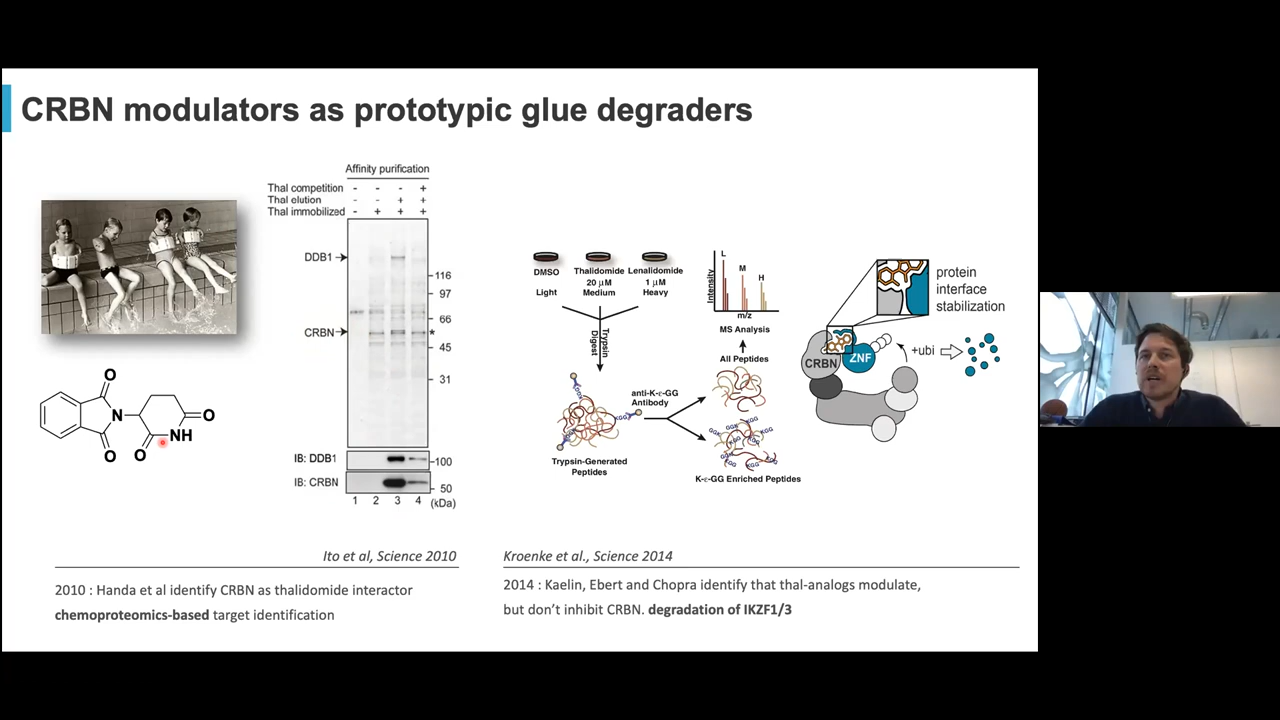 CRBN modulators as prototypic glue degraders
Affinity purification
Thal competition - - - +
Thal elution - - + +
Thal immobilized - + + +
DDB1
CRBN
*
116
97
66
45
31
IB: DDB1
100
IB: CRBN
50
1 2 3 4 (kDa)
O
N
O
O
NH
O
DMSO
Light
Thalidomide
20 µM
Medium
Lenalidomide
1 µM
Heavy
Trypsin
Digest
Trypsin-Generated
Peptides
anti-K-ε-GG
Antibody
Intensity
L
M
H
m/z
MS Analysis
All Peptides
K-ε-GG Enriched Peptides
protein
interface
stabilization
CRBN
ZNF
+ubi
Ito et al, Science 2010
2010 : Handa et al identify CRBN as thalidomide interactor
chemoproteomics-based target identification
Kroenke et al., Science 2014
2014 : Kaelin, Ebert and Chopra identify that thal-analogs modulate,
but don't inhibit CRBN. degradation of IKZF1/3